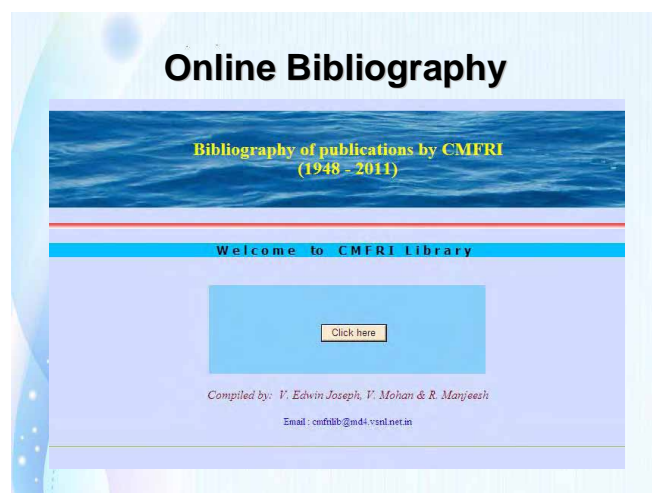 Online Bibliography
Bibliography of publications by CMFRI
(1948 - 2011)
Welcome to CMFRI Library
Click here
Compiled by: V. Edwin Joseph, V. Mohan & R. Manjeesh
Email : cmfrilib@md4.vsnl.net.in